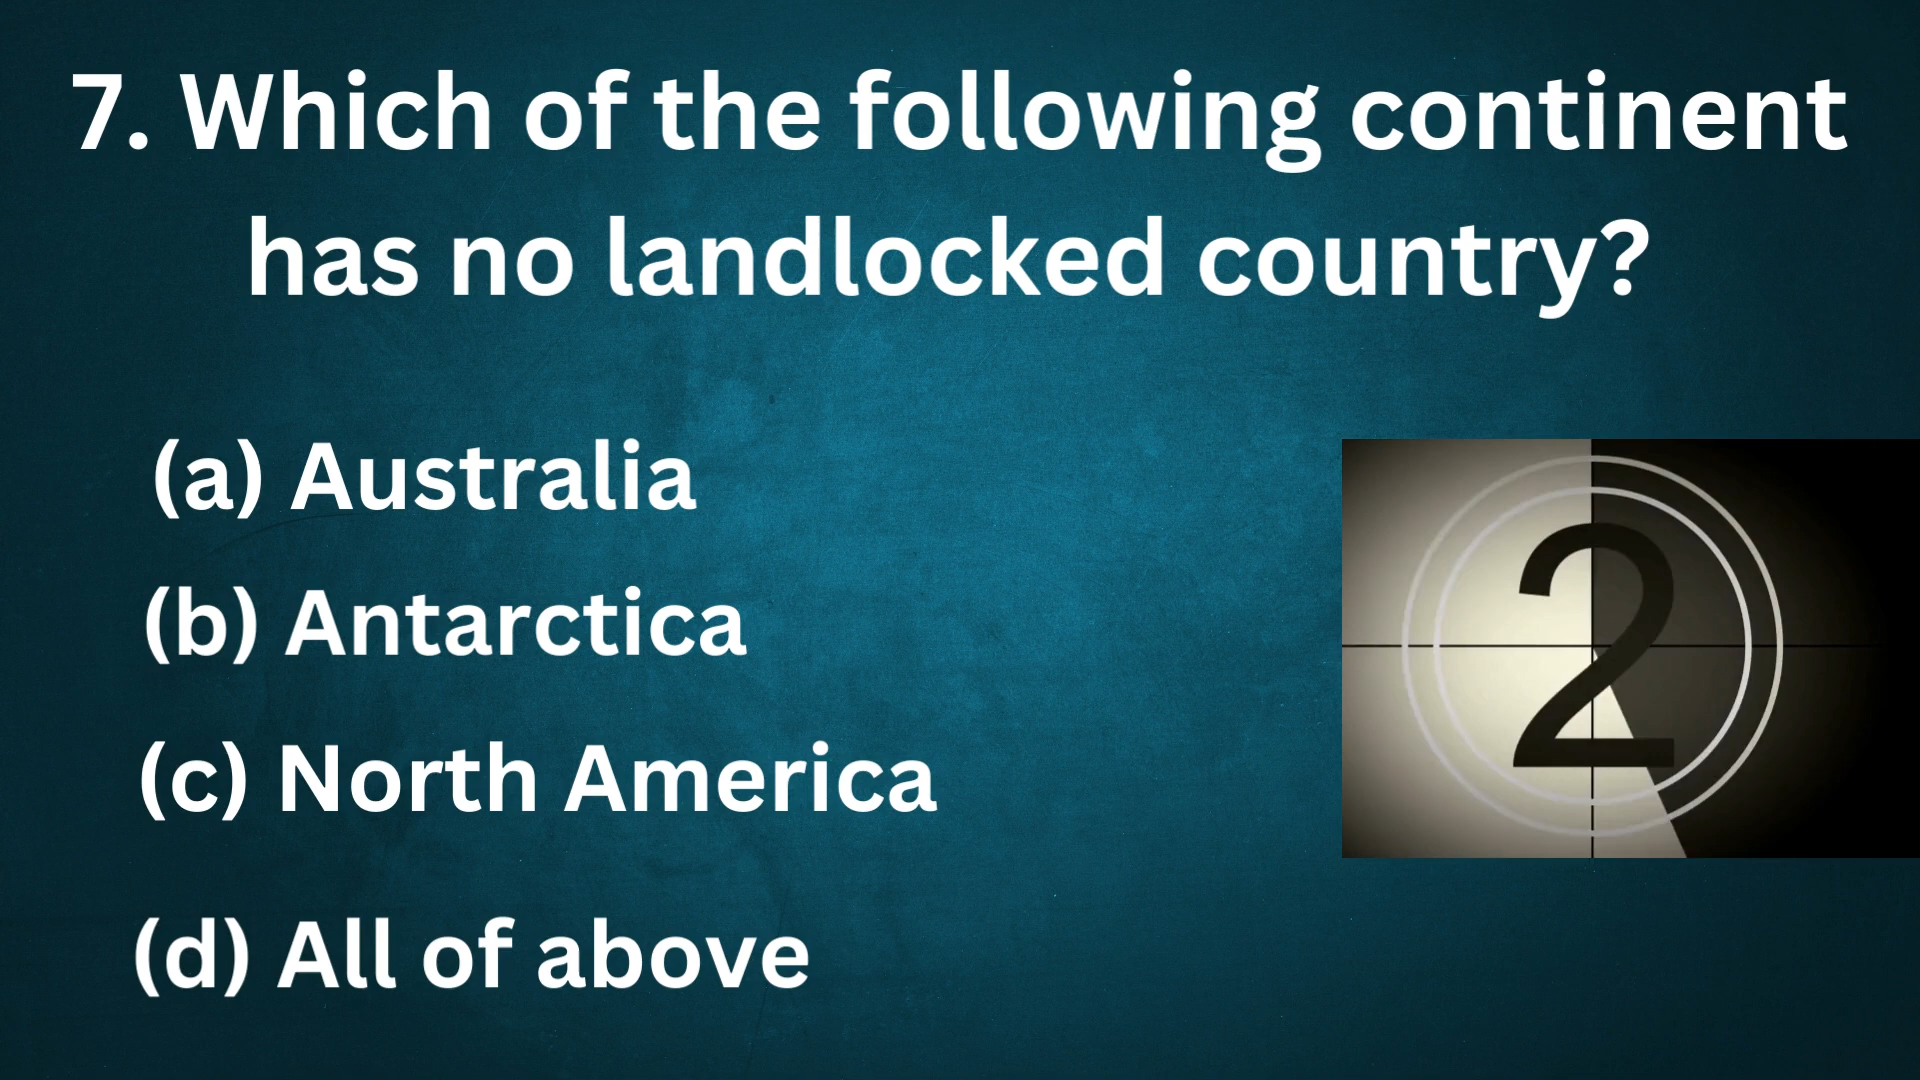 7. Which of the following continent
has no landlocked country?
(a) Australia
(b) Antarctica
(c) North America
(d) All of above
2